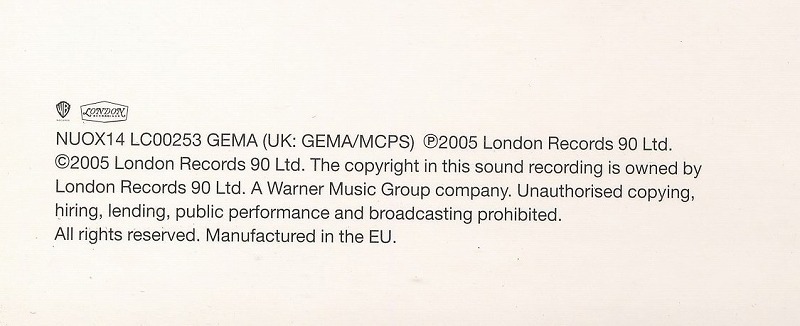 LONDON
NUOX14 LC00253 GEMA (UK: GEMA/MCPS) ℗2005 London Records 90 Ltd.
©2005 London Records 90 Ltd. The copyright in this sound recording is owned by
London Records 90 Ltd. A Warner Music Group company. Unauthorised copying,
hiring, lending, public performance and broadcasting prohibited.
All rights reserved. Manufactured in the EU.